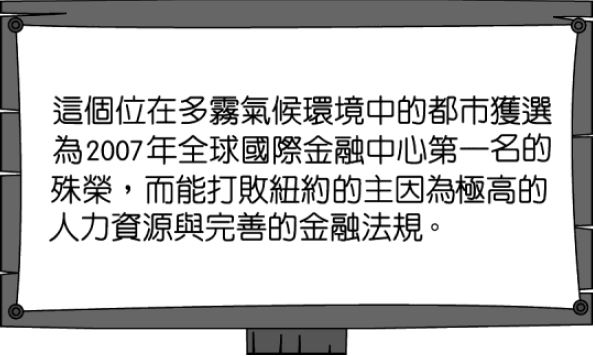 這個位在多霧氣候環境中的都市獲選
為2007年全球國際金融中心第一名的
殊榮，而能打敗紐約的主因為極高的
人力資源與完善的金融法規。